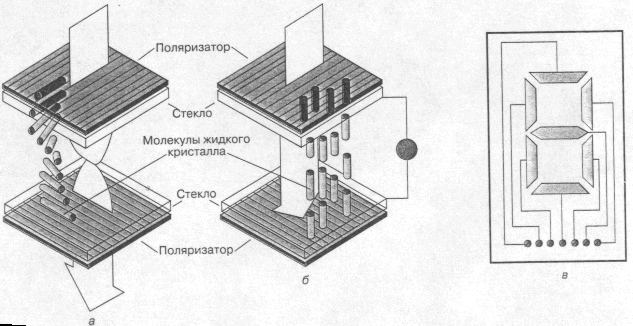 Поляризатор
Стекло
Молекулы жидкого
кристалла
Стекло
Поляризатор
а
б
в